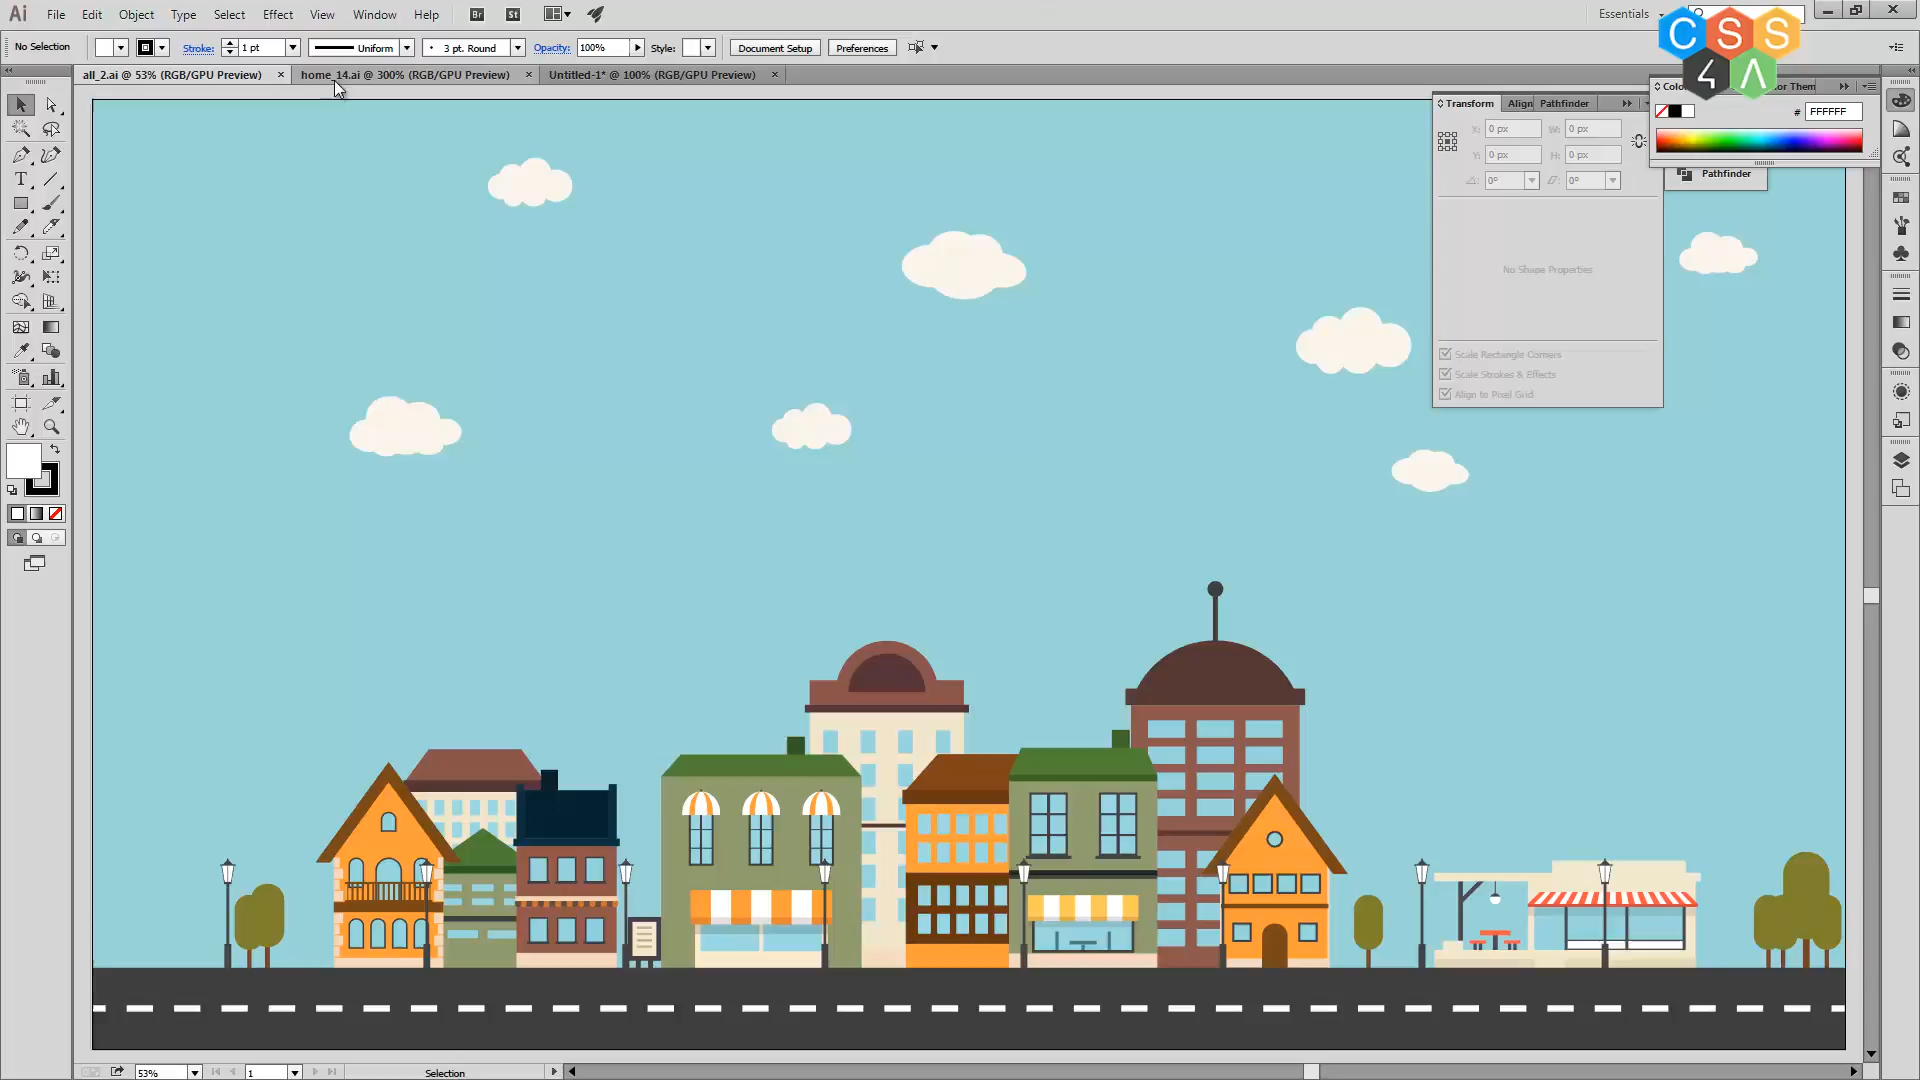 Ai File Edit Object Type Select Effect View Window Help Br St Essentials
CSS
4
No Selection Stroke: 1 pt Uniform 3 pt. Round Opacity: 100% Style: Document Setup Preferences
all_2.ai @ 53% (RGB/GPU Preview) × home_14.ai @ 300% (RGB/GPU Preview) × Untitled-1* @ 100% (RGB/GPU Preview) ×
Transform Align Pathfinder
X: 0 px W: 0 px
Y: 0 px H: 0 px
0° 0°
No Shape Properties
Scale Rectangle Corners
Scale Strokes & Effects
Align to Pixel Grid
# FFFFFF
Pathfinder
T
53% 1 Selection